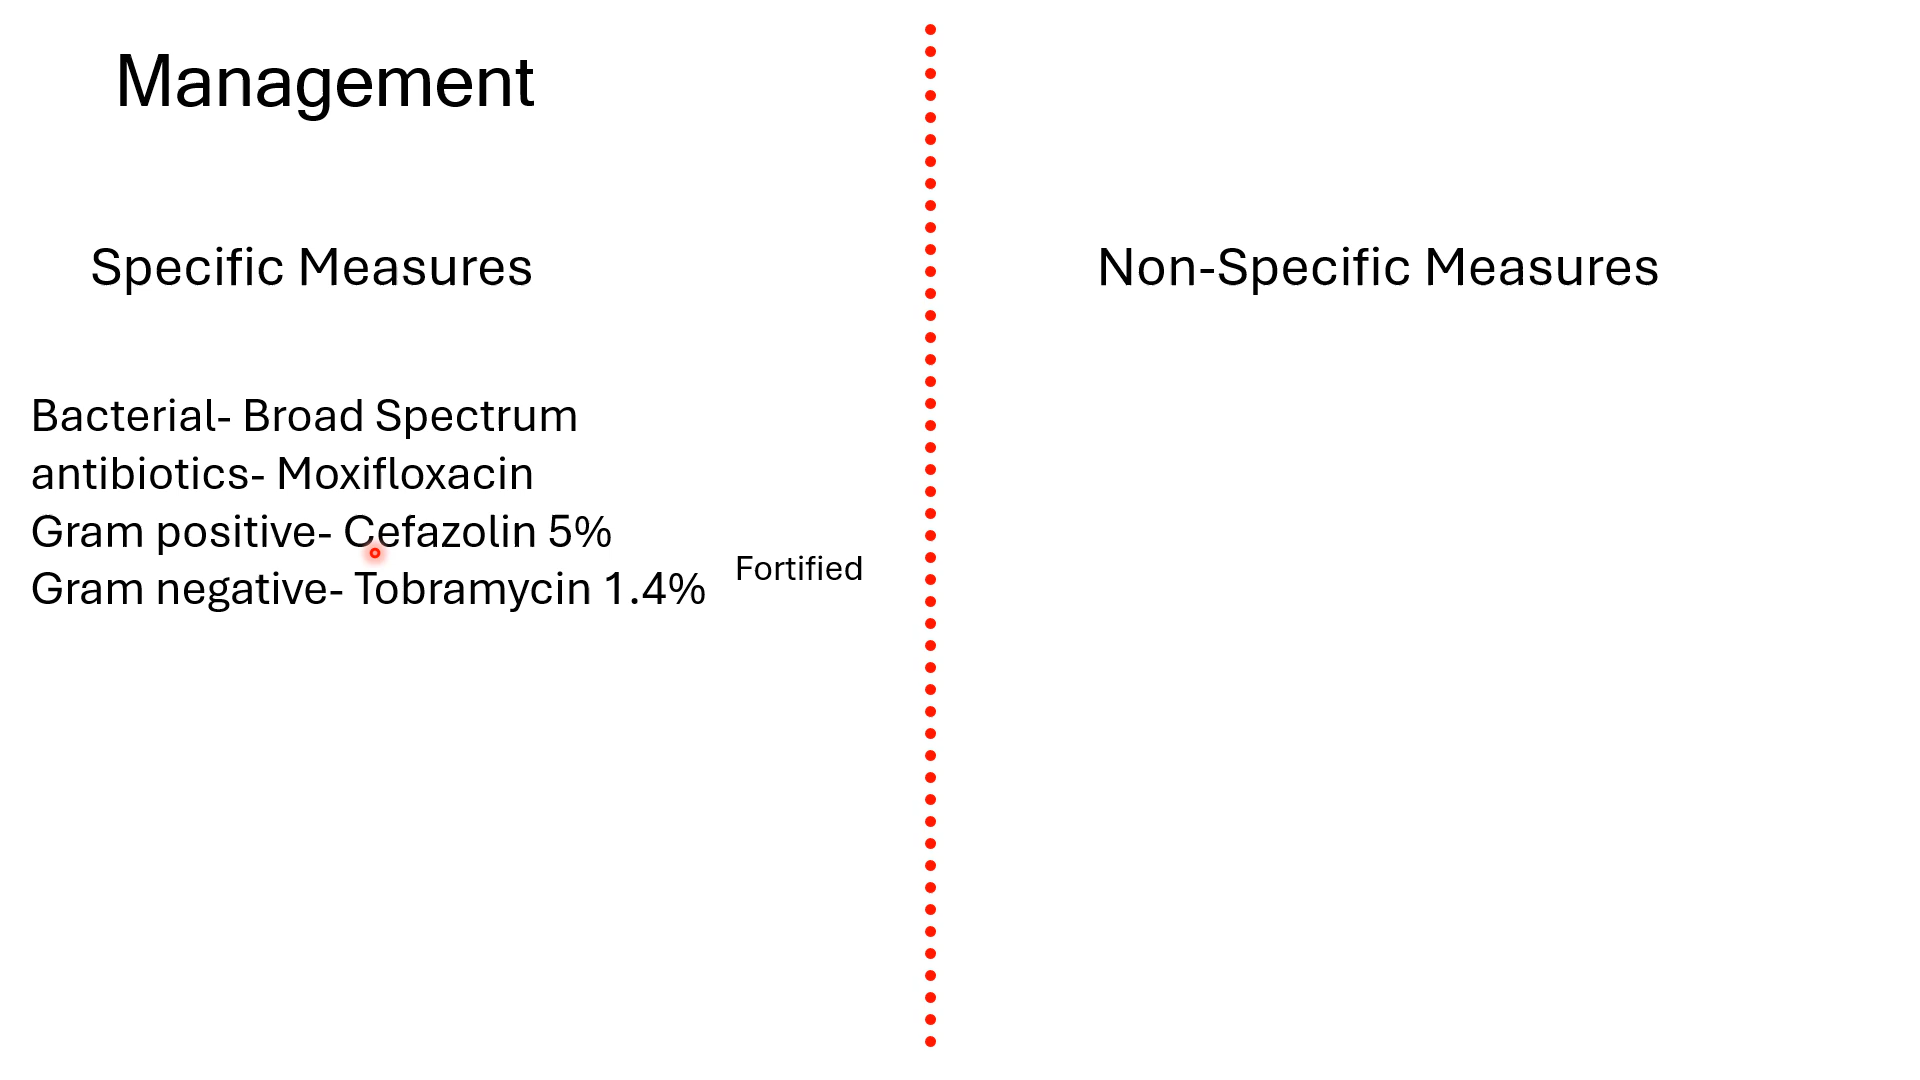 Management
Specific Measures
Non-Specific Measures
Bacterial- Broad Spectrum
antibiotics- Moxifloxacin
Gram positive- Cefazolin 5%
Gram negative- Tobramycin 1.4%
Fortified